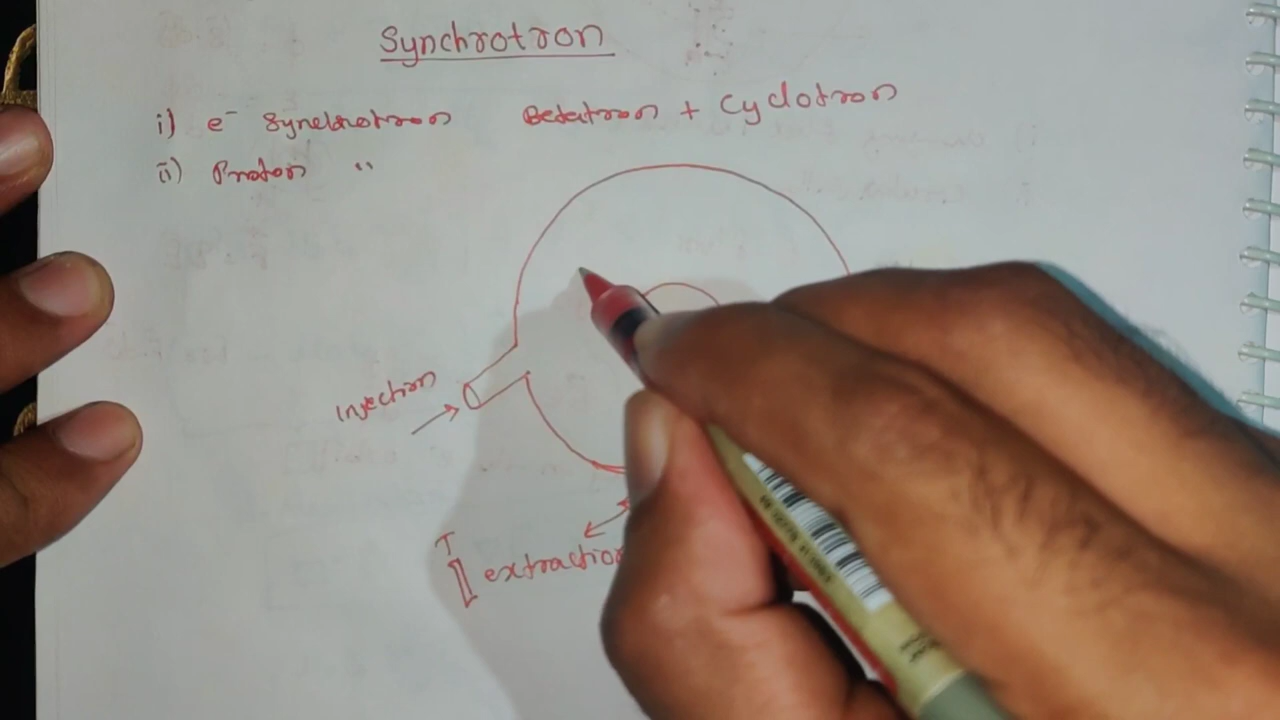 Synchrotron
i) e⁻ Synchrotron Betatron + Cyclotron
ii) Proton "
Injection
T
extraction